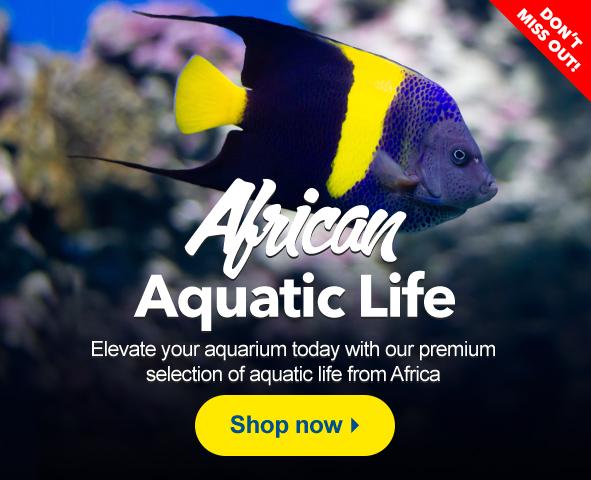 DON'T
MISS OUT!
African
Aquatic Life
Elevate your aquarium today with our premium
selection of aquatic life from Africa
Shop now